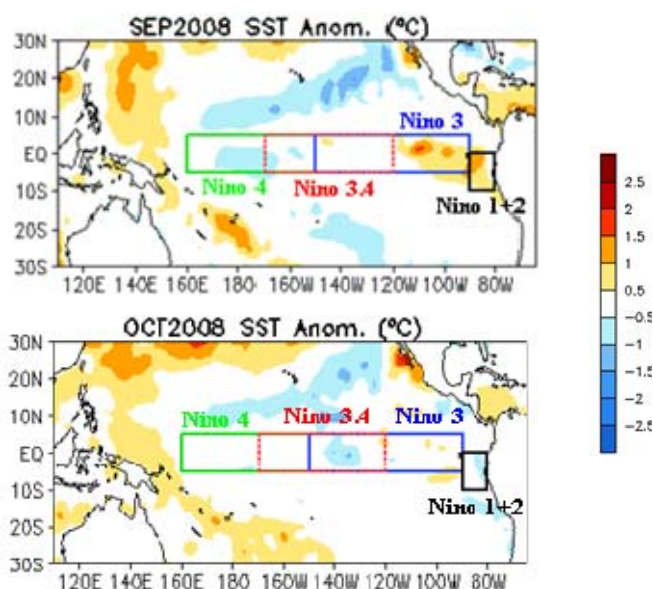 SEP2008 SST Anom. (°C)
30N
20N
10N
EQ
10S
20S
30S
Nino 3
Nino 4
Nino 3.4
Nino 1+2
120E 140E 160E 180 160W 140W 120W 100W 80W
OCT2008 SST Anom. (°C)
30N
20N
10N
EQ
10S
20S
30S
Nino 4
Nino 3.4
Nino 3
Nino 1+2
120E 140E 160E 180 160W 140W 120W 100W 80W
2.5
2
1.5
1
0.5
-0.5
-1
-1.5
-2
-2.5